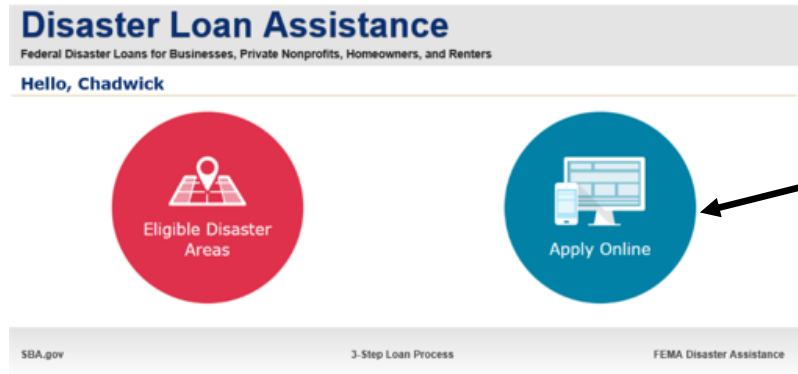 Disaster Loan Assistance
Federal Disaster Loans for Businesses, Private Nonprofits, Homeowners, and Renters
Hello, Chadwick
Eligible Disaster
Areas
Apply Online
SBA.gov
3-Step Loan Process
FEMA Disaster Assistance